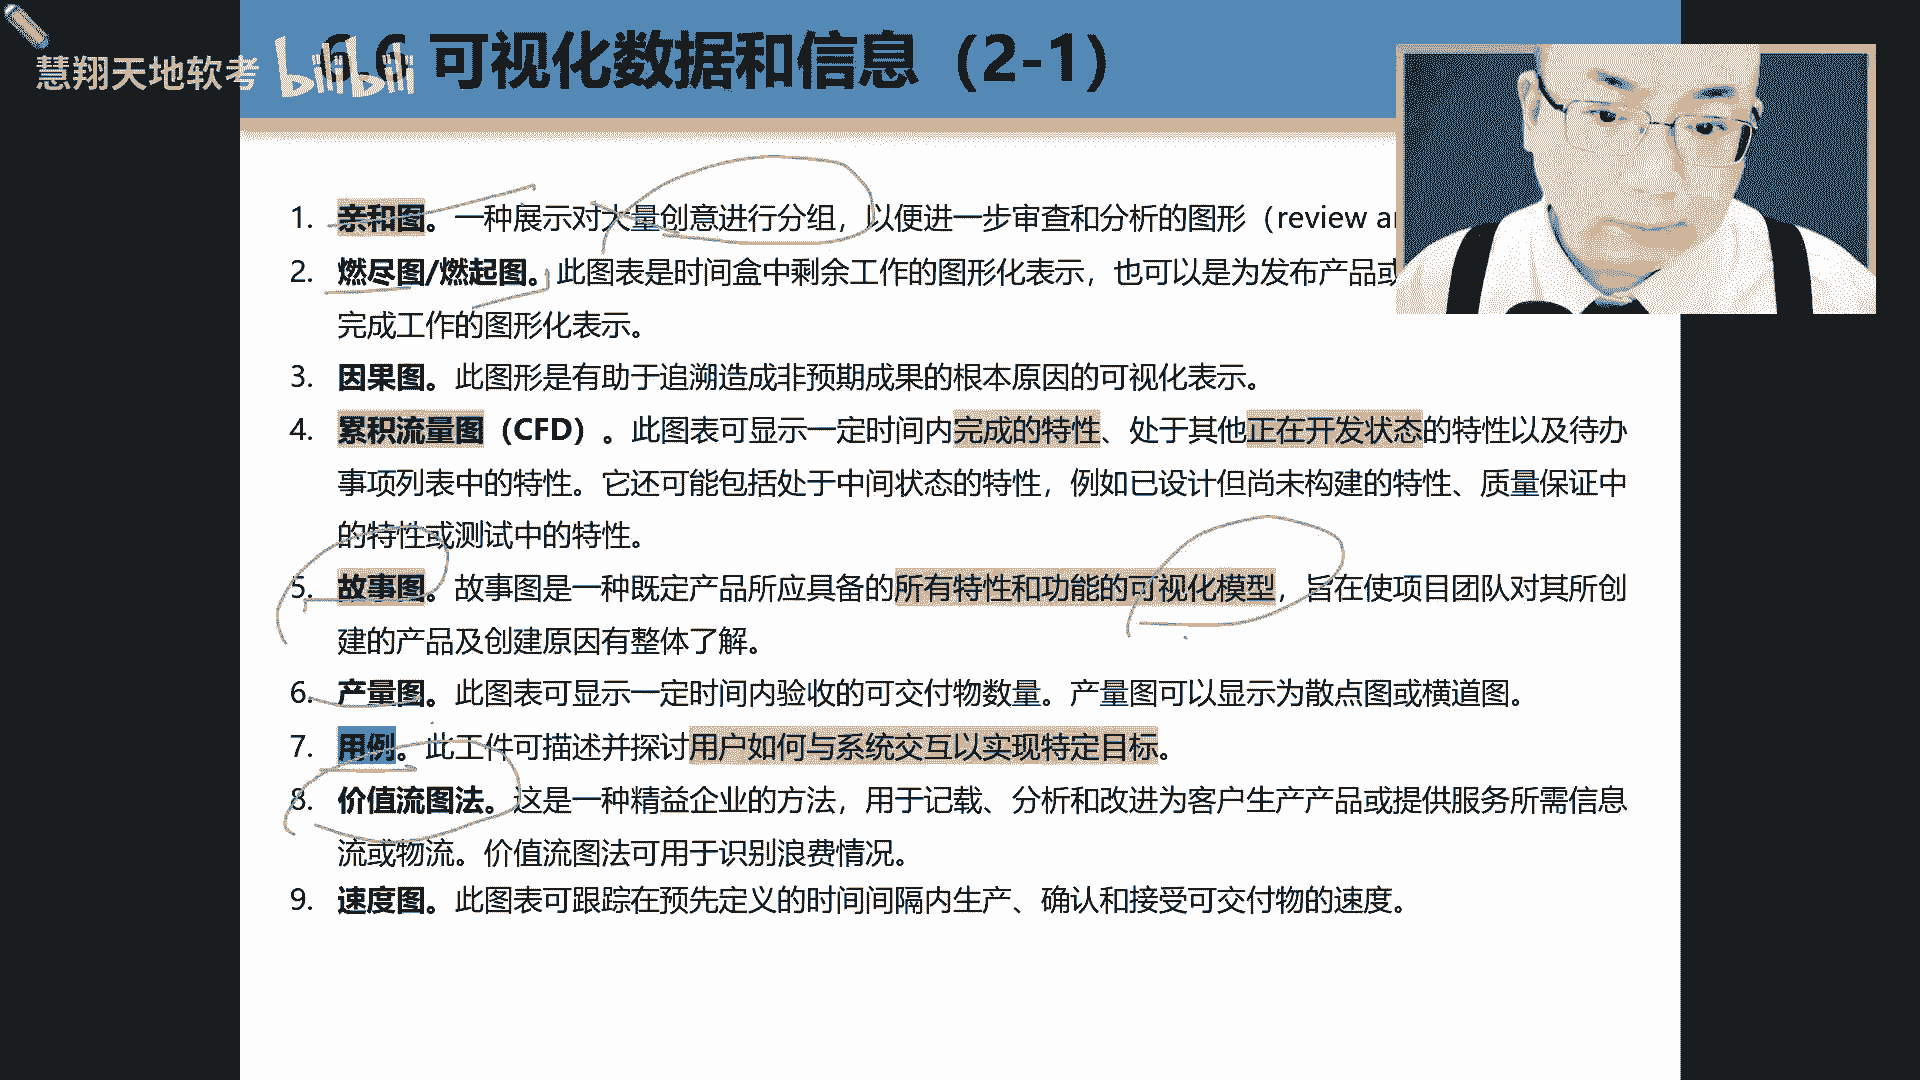 慧翔天地软考
bilibili
6.6 可视化数据和信息（2-1）
1. 亲和图。一种展示对大量创意进行分组，以便进一步审查和分析的图形（review
2. 燃尽图/燃起图。此图表是时间盒中剩余工作的图形化表示，也可以是为发布产品或
完成工作的图形化表示。
3. 因果图。此图形是有助于追溯造成非预期成果的根本原因的可视化表示。
4. 累积流量图（CFD）。此图表可显示一定时间内完成的特性、处于其他正在开发状态的特性以及待办
事项列表中的特性。它还可能包括处于中间状态的特性，例如已设计但尚未构建的特性、质量保证中
的特性或测试中的特性。
5. 故事图。故事图是一种既定产品所应具备的所有特性和功能的可视化模型，旨在使项目团队对其所创
建的产品及创建原因有整体了解。
6. 产量图。此图表可显示一定时间内验收的可交付物数量。产量图可以显示为散点图或横道图。
7. 用例。此工件可描述并探讨用户如何与系统交互以实现特定目标。
8. 价值流图法。这是一种精益企业的方法，用于记载、分析和改进为客户生产产品或提供服务所需信息
流或物流。价值流图法可用于识别浪费情况。
9. 速度图。此图表可跟踪在预先定义的时间间隔内生产、确认和接受可交付物的速度。